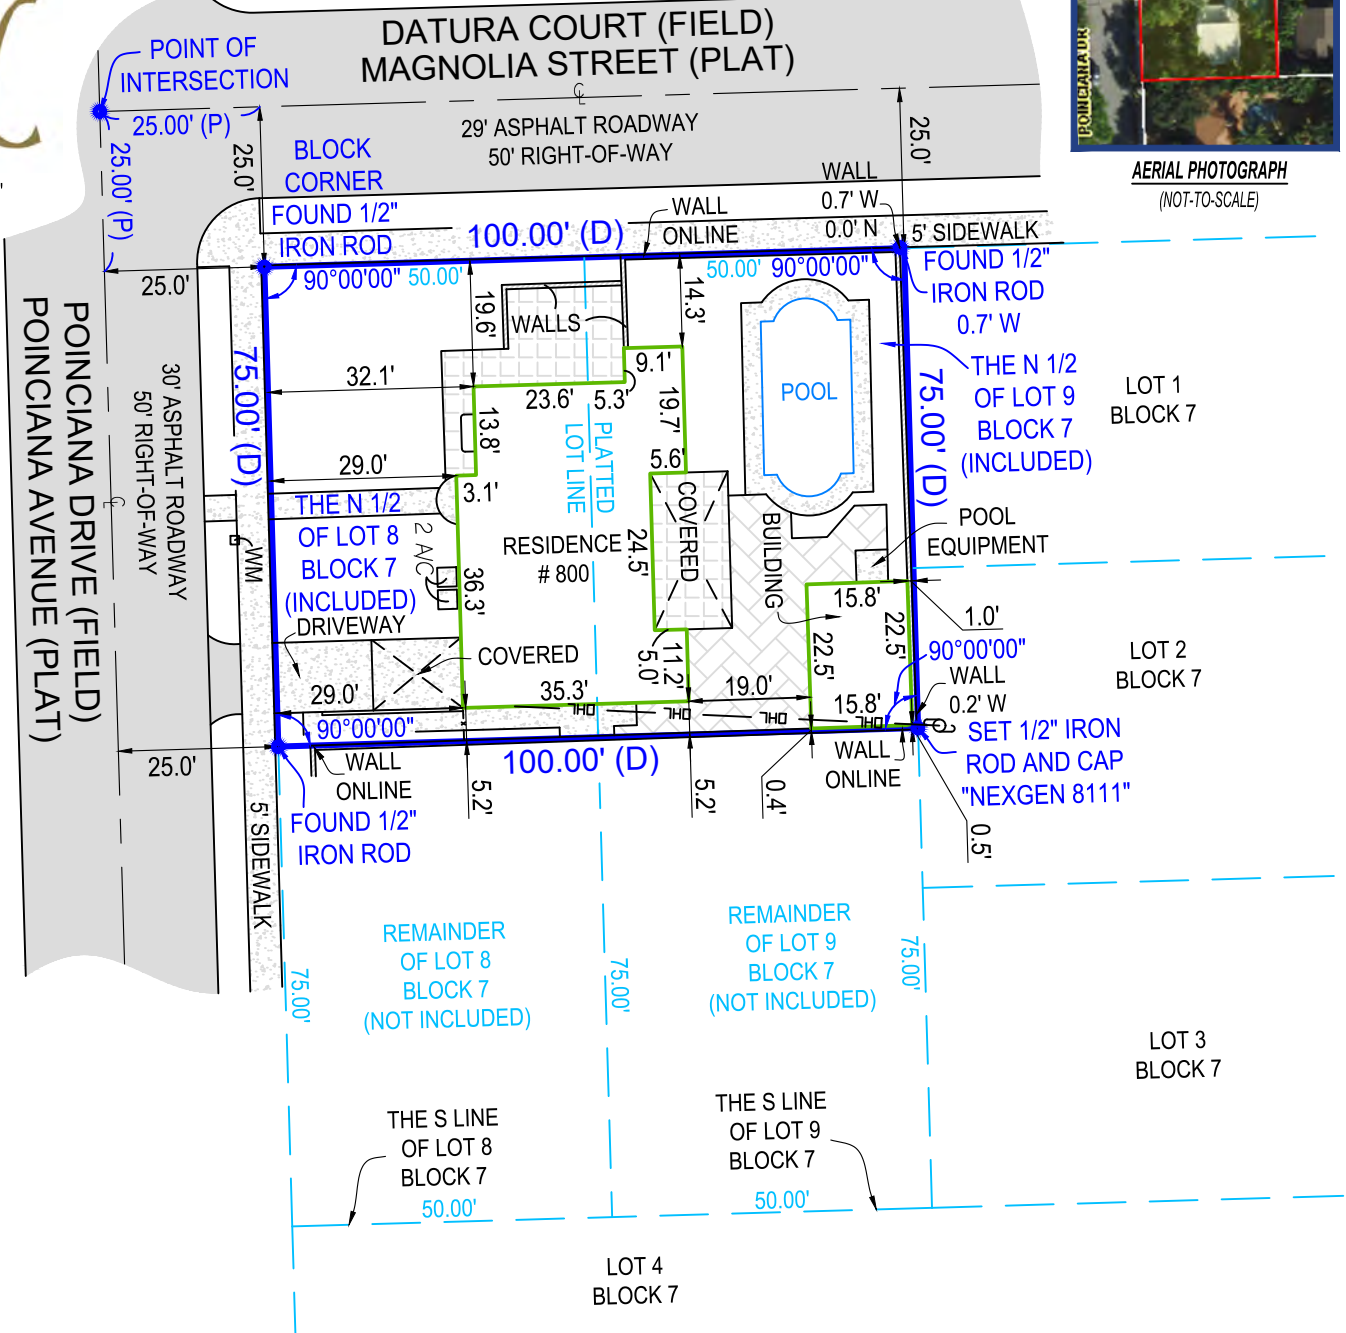 DATURA COURT (FIELD)
MAGNOLIA STREET (PLAT)
POINT OF
INTERSECTION
25.00' (P)
25.00' (P)
25.0'
℄
29' ASPHALT ROADWAY
50' RIGHT-OF-WAY
25.0'
POINCIANA DR
AERIAL PHOTOGRAPH
(NOT-TO-SCALE)
BLOCK
CORNER
FOUND 1/2"
IRON ROD
100.00' (D)
WALL
ONLINE
WALL
0.7' W
0.0' N
5' SIDEWALK
FOUND 1/2"
IRON ROD
0.7' W
25.0'
90°00'00"
50.00'
50.00'
90°00'00"
POINCIANA DRIVE (FIELD)
POINCIANA AVENUE (PLAT)
30' ASPHALT ROADWAY
50' RIGHT-OF-WAY
℄
75.00' (D)
19.6'
WALLS
14.3'
9.1'
32.1'
23.6'
5.3'
19.7'
13.8'
PLATTED
LOT LINE
POOL
75.00' (D)
THE N 1/2
OF LOT 9
BLOCK 7
(INCLUDED)
LOT 1
BLOCK 7
29.0'
3.1'
5.6'
THE N 1/2
OF LOT 8
BLOCK 7
(INCLUDED)
2 A/C
WM
36.3'
RESIDENCE
# 800
24.5'
COVERED
BUILDING
POOL
EQUIPMENT
15.8'
22.5'
22.5'
15.8'
1.0'
90°00'00"
WALL
0.2' W
LOT 2
BLOCK 7
DRIVEWAY
COVERED
29.0'
35.3'
5.0'
11.2'
19.0'
OHL
OHL
OHL
OHL
90°00'00"
25.0'
WALL
ONLINE
100.00' (D)
WALL
ONLINE
SET 1/2" IRON
ROD AND CAP
"NEXGEN 8111"
FOUND 1/2"
IRON ROD
5.2'
5.2'
0.4'
0.5'
5' SIDEWALK
REMAINDER
OF LOT 8
BLOCK 7
(NOT INCLUDED)
REMAINDER
OF LOT 9
BLOCK 7
(NOT INCLUDED)
75.00'
75.00'
75.00'
LOT 3
BLOCK 7
THE S LINE
OF LOT 8
BLOCK 7
THE S LINE
OF LOT 9
BLOCK 7
50.00'
50.00'
LOT 4
BLOCK 7